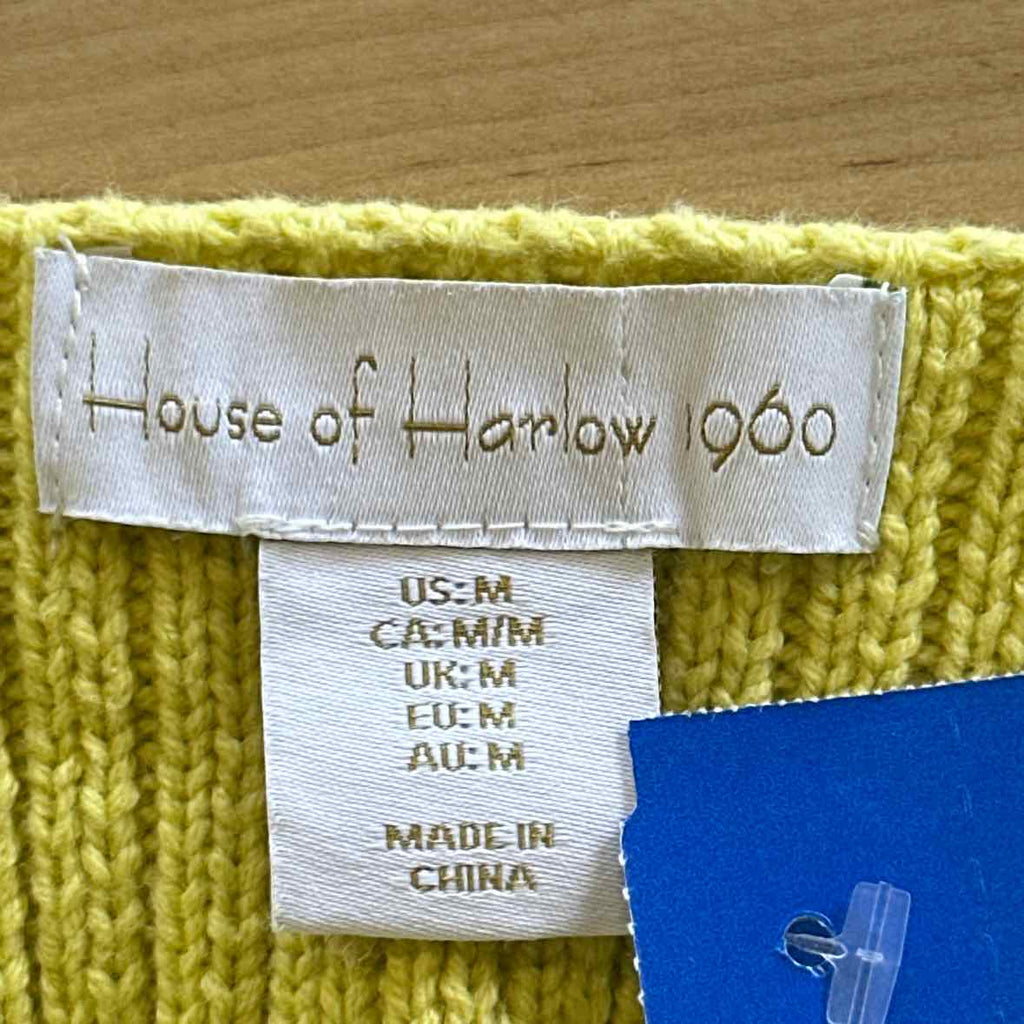 House of Harlow 1960
US: M
CA: M/M
UK: M
EU: M
AU: M
MADE IN
CHINA